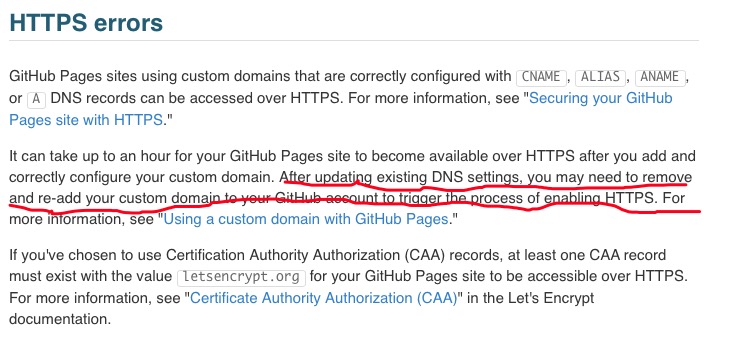 HTTPS errors
GitHub Pages sites using custom domains that are correctly configured with CNAME, ALIAS, ANAME,
or A DNS records can be accessed over HTTPS. For more information, see "Securing your GitHub
Pages site with HTTPS."
It can take up to an hour for your GitHub Pages site to become available over HTTPS after you add and
correctly configure your custom domain. After updating existing DNS settings, you may need to remove
and re-add your custom domain to your GitHub account to trigger the process of enabling HTTPS. For
more information, see "Using a custom domain with GitHub Pages."
If you've chosen to use Certification Authority Authorization (CAA) records, at least one CAA record
must exist with the value letsencrypt.org for your GitHub Pages site to be accessible over HTTPS.
For more information, see "Certificate Authority Authorization (CAA)" in the Let's Encrypt
documentation.